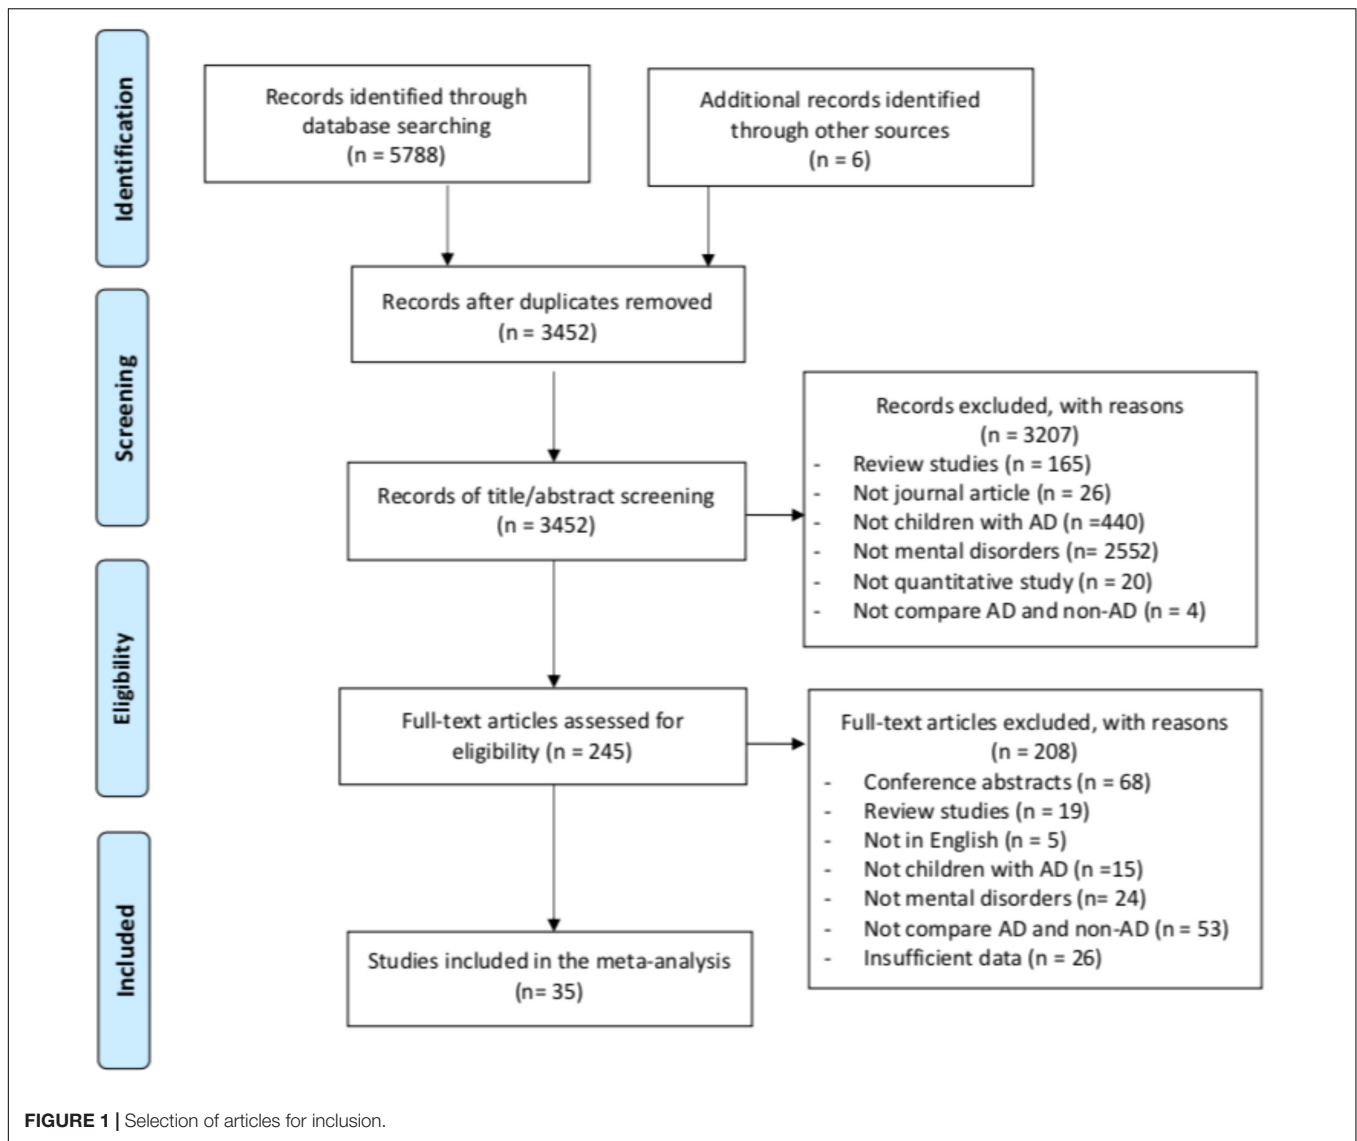 Identification
Records identified through
database searching
(n = 5788)
Additional records identified
through other sources
(n = 6)
Records after duplicates removed
(n = 3452)
Screening
Records of title/abstract screening
(n = 3452)
Records excluded, with reasons
(n = 3207)
- Review studies (n = 165)
- Not journal article (n = 26)
- Not children with AD (n =440)
- Not mental disorders (n= 2552)
- Not quantitative study (n = 20)
- Not compare AD and non-AD (n = 4)
Eligibility
Full-text articles assessed for
eligibility (n = 245)
Full-text articles excluded, with reasons
(n = 208)
- Conference abstracts (n = 68)
- Review studies (n = 19)
- Not in English (n = 5)
- Not children with AD (n =15)
- Not mental disorders (n= 24)
- Not compare AD and non-AD (n = 53)
- Insufficient data (n = 26)
Included
Studies included in the meta-analysis
(n= 35)
FIGURE 1 | Selection of articles for inclusion.